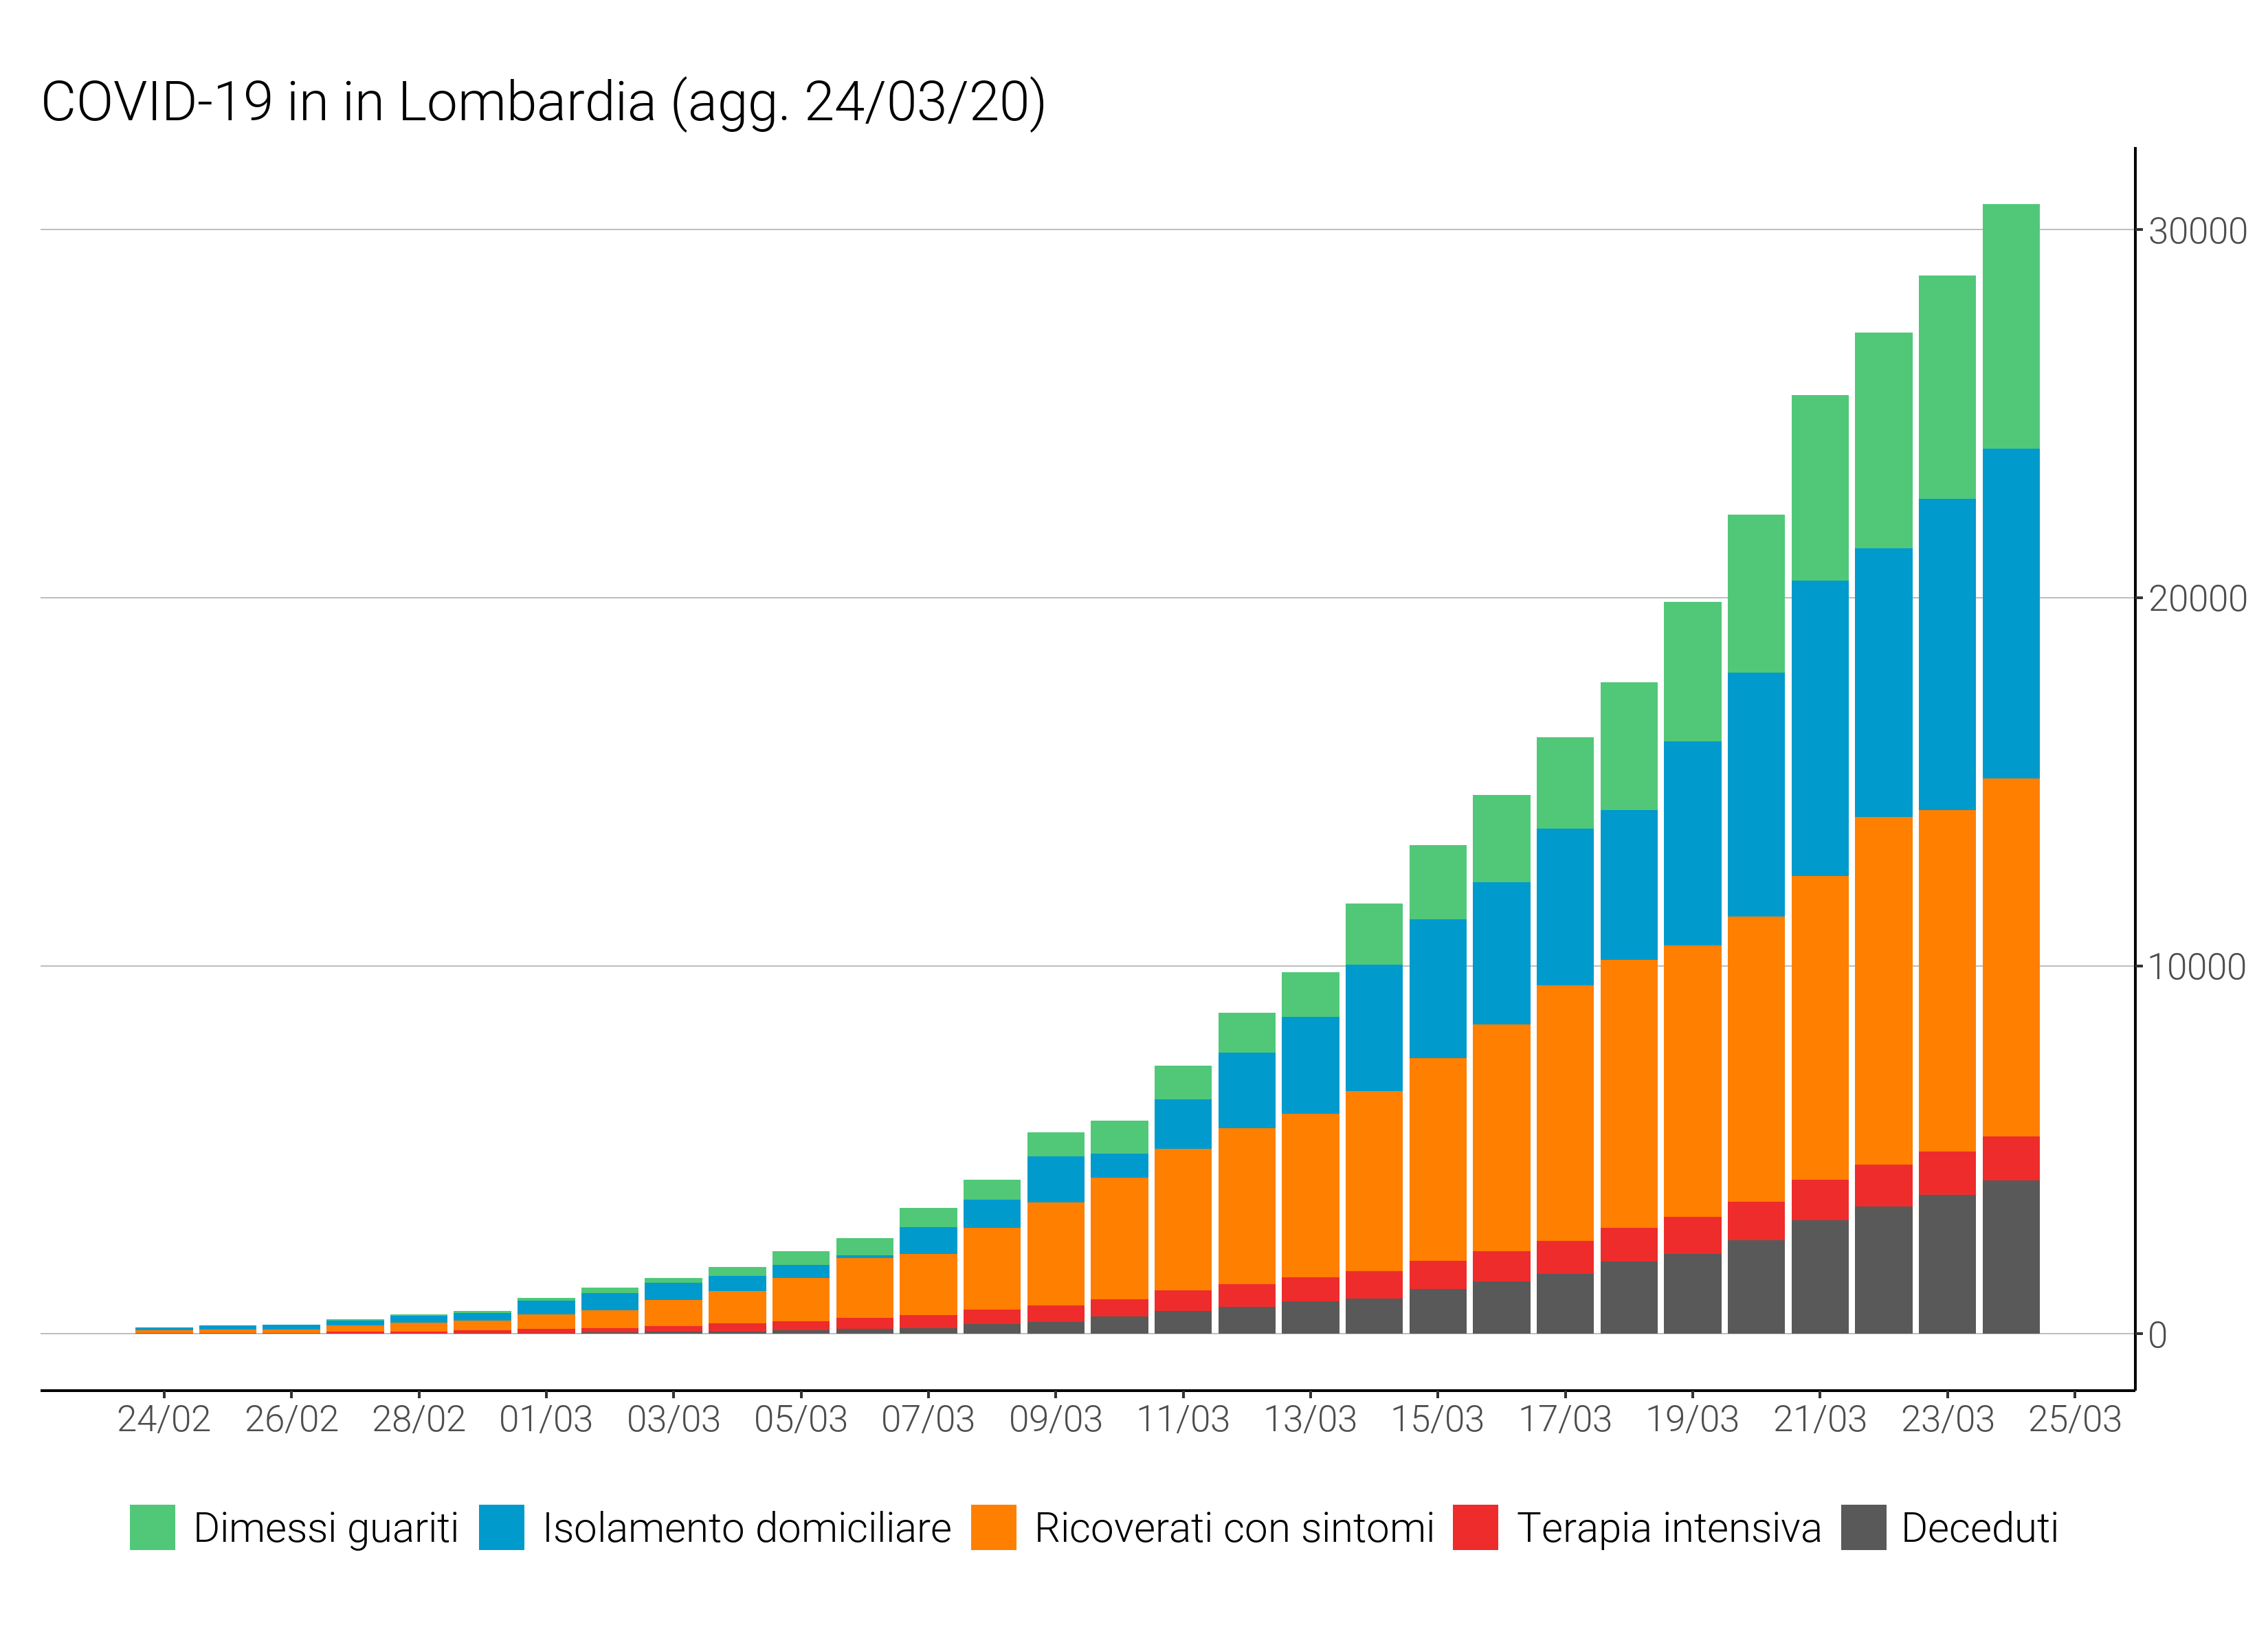 COVID-19 in in Lombardia (agg. 24/03/20)
30000
20000
10000
0
24/02 26/02 28/02 01/03 03/03 05/03 07/03 09/03 11/03 13/03 15/03 17/03 19/03 21/03 23/03 25/03
Dimessi guariti Isolamento domiciliare Ricoverati con sintomi Terapia intensiva Deceduti